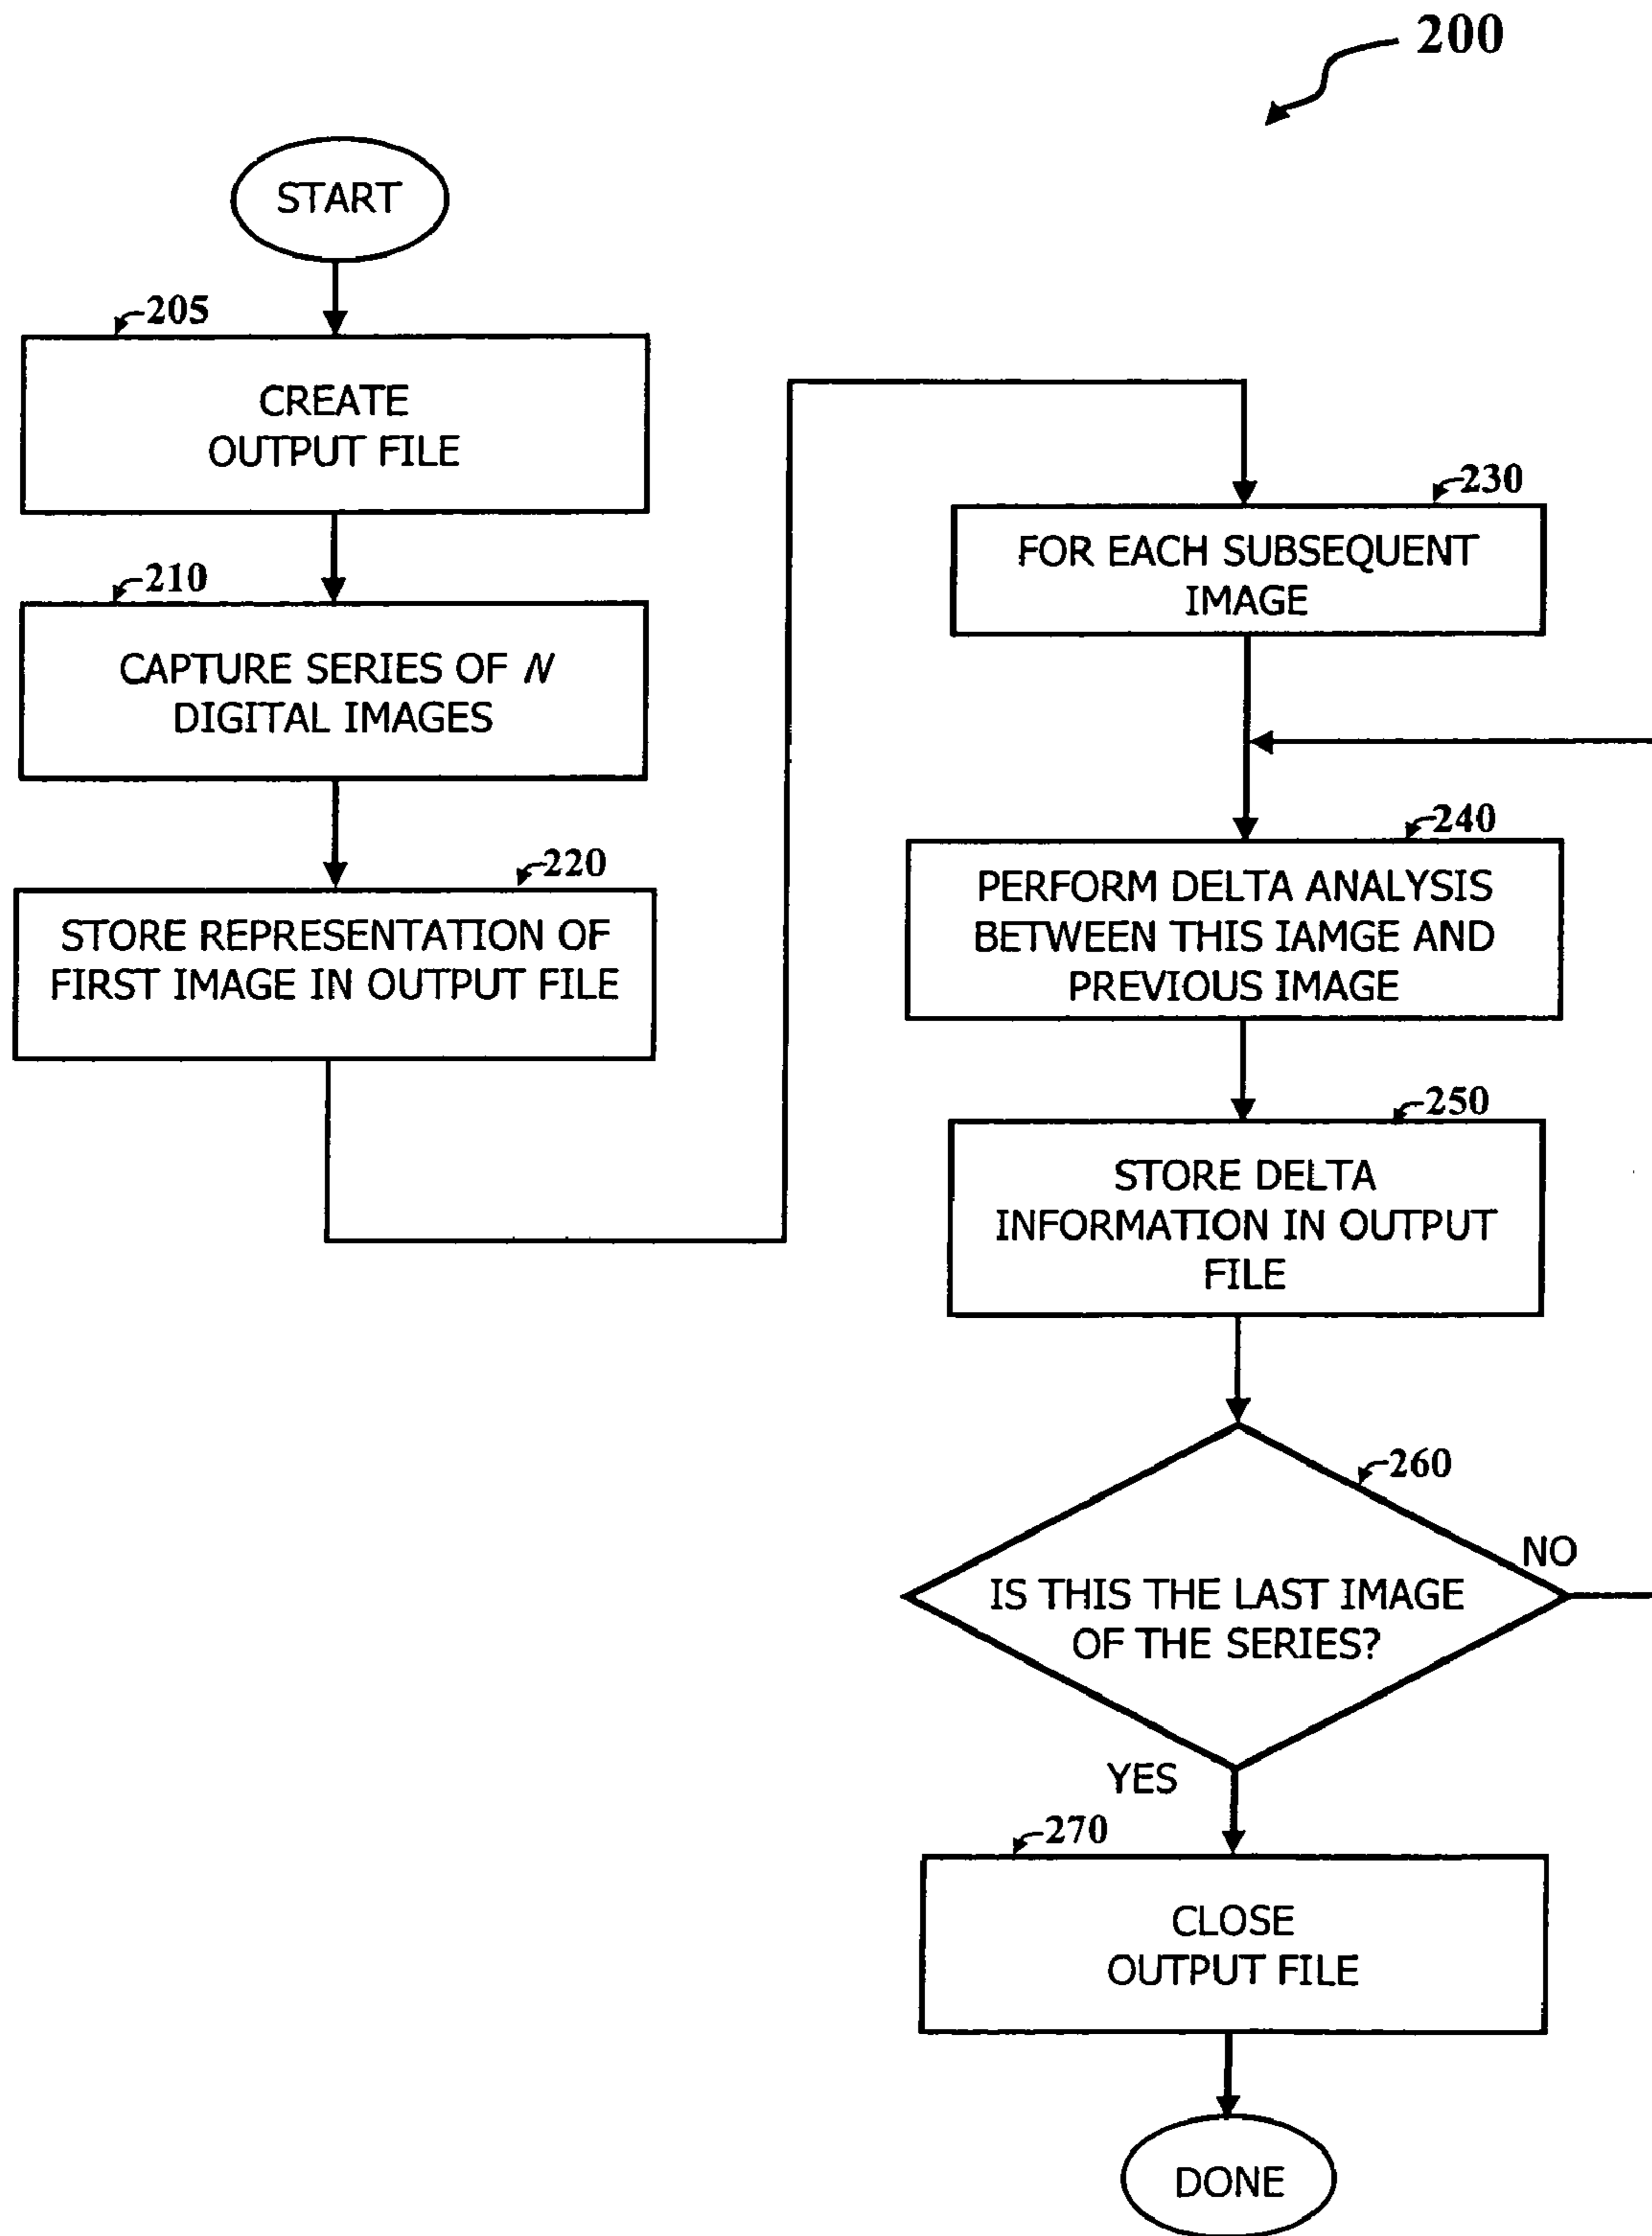 200
START
205
CREATE
OUTPUT FILE
210
CAPTURE SERIES OF N
DIGITAL IMAGES
220
STORE REPRESENTATION OF
FIRST IMAGE IN OUTPUT FILE
230
FOR EACH SUBSEQUENT
IMAGE
240
PERFORM DELTA ANALYSIS
BETWEEN THIS IAMGE AND
PREVIOUS IMAGE
250
STORE DELTA
INFORMATION IN OUTPUT
FILE
260
NO
IS THIS THE LAST IMAGE
OF THE SERIES?
YES
270
CLOSE
OUTPUT FILE
DONE